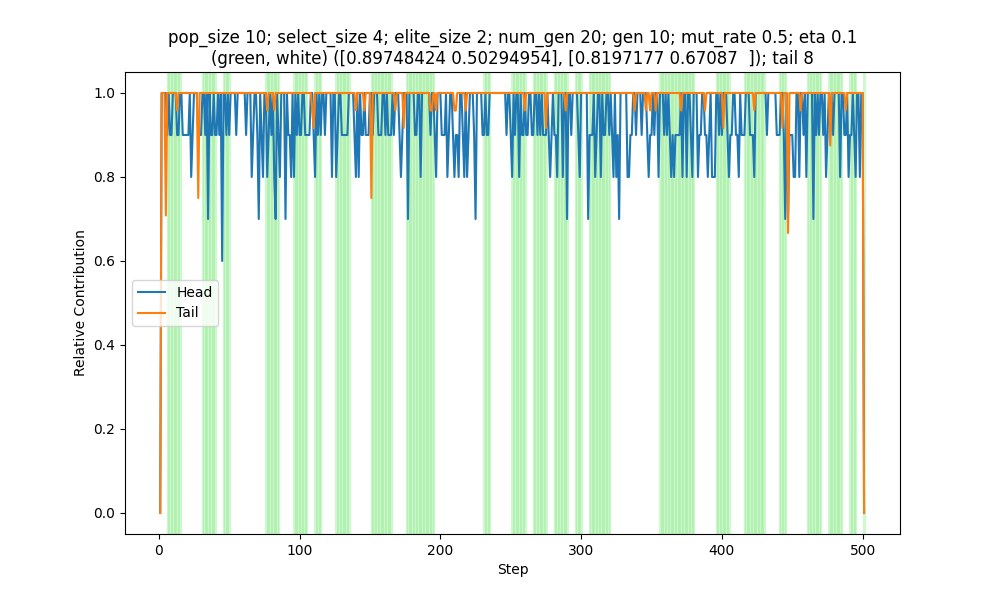 pop_size 10; select_size 4; elite_size 2; num_gen 20; gen 10; mut_rate 0.5; eta 0.1
(green, white) ([0.89748424 0.50294954], [0.8197177 0.67087  ]); tail 8
1.0
0.8
0.6
0.4
0.2
0.0
Relative Contribution
Head
Tail
0 100 200 300 400 500
Step